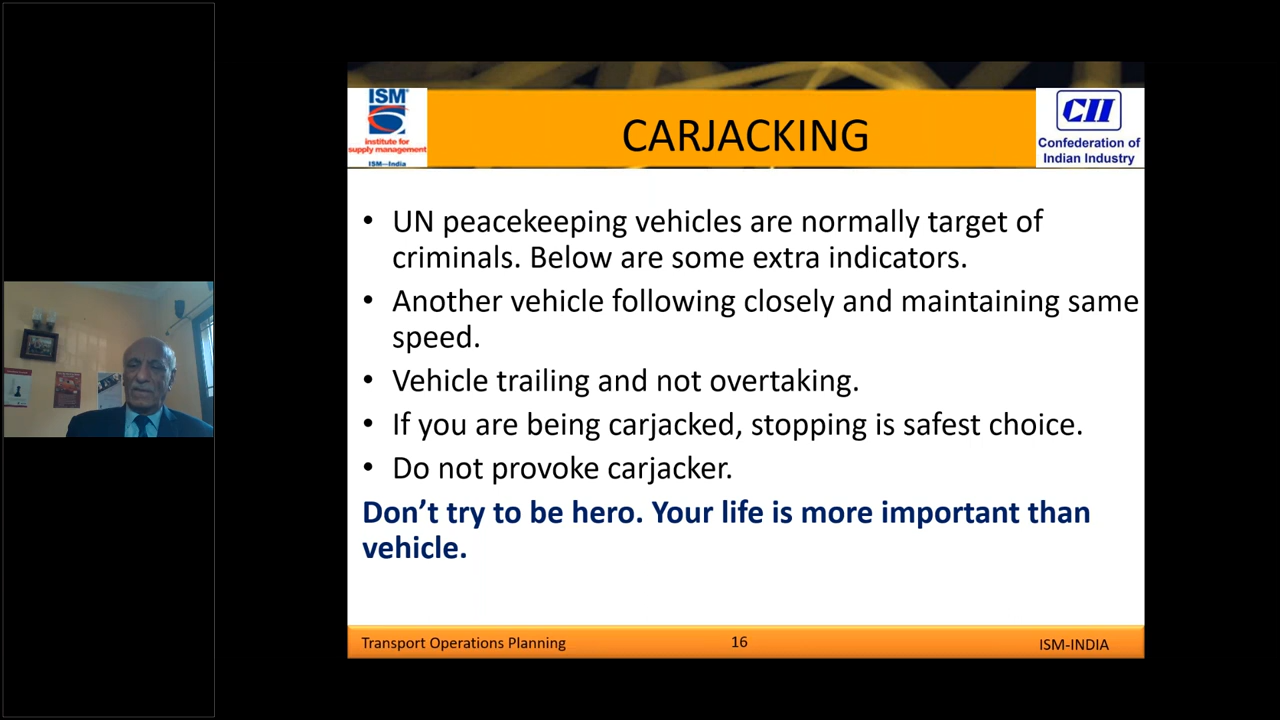 ISM®
institute for
supply management
ISM—India
CARJACKING
CII
Confederation of
Indian Industry
• UN peacekeeping vehicles are normally target of
criminals. Below are some extra indicators.
• Another vehicle following closely and maintaining same
speed.
• Vehicle trailing and not overtaking.
• If you are being carjacked, stopping is safest choice.
• Do not provoke carjacker.
Don’t try to be hero. Your life is more important than
vehicle.
Transport Operations Planning
16
ISM-INDIA